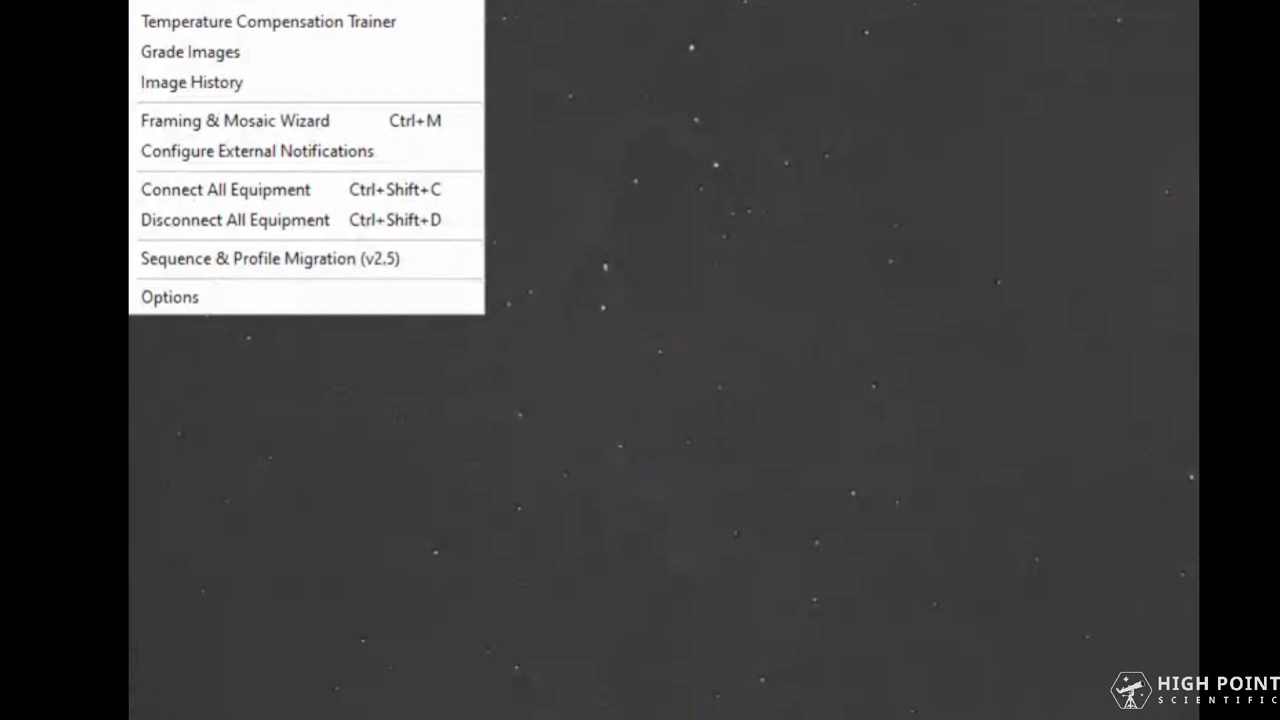 Temperature Compensation Trainer
Grade Images
Image History
Framing & Mosaic Wizard Ctrl+M
Configure External Notifications
Connect All Equipment Ctrl+Shift+C
Disconnect All Equipment Ctrl+Shift+D
Sequence & Profile Migration (v2.5)
Options
HIGH POINT
SCIENTIFIC